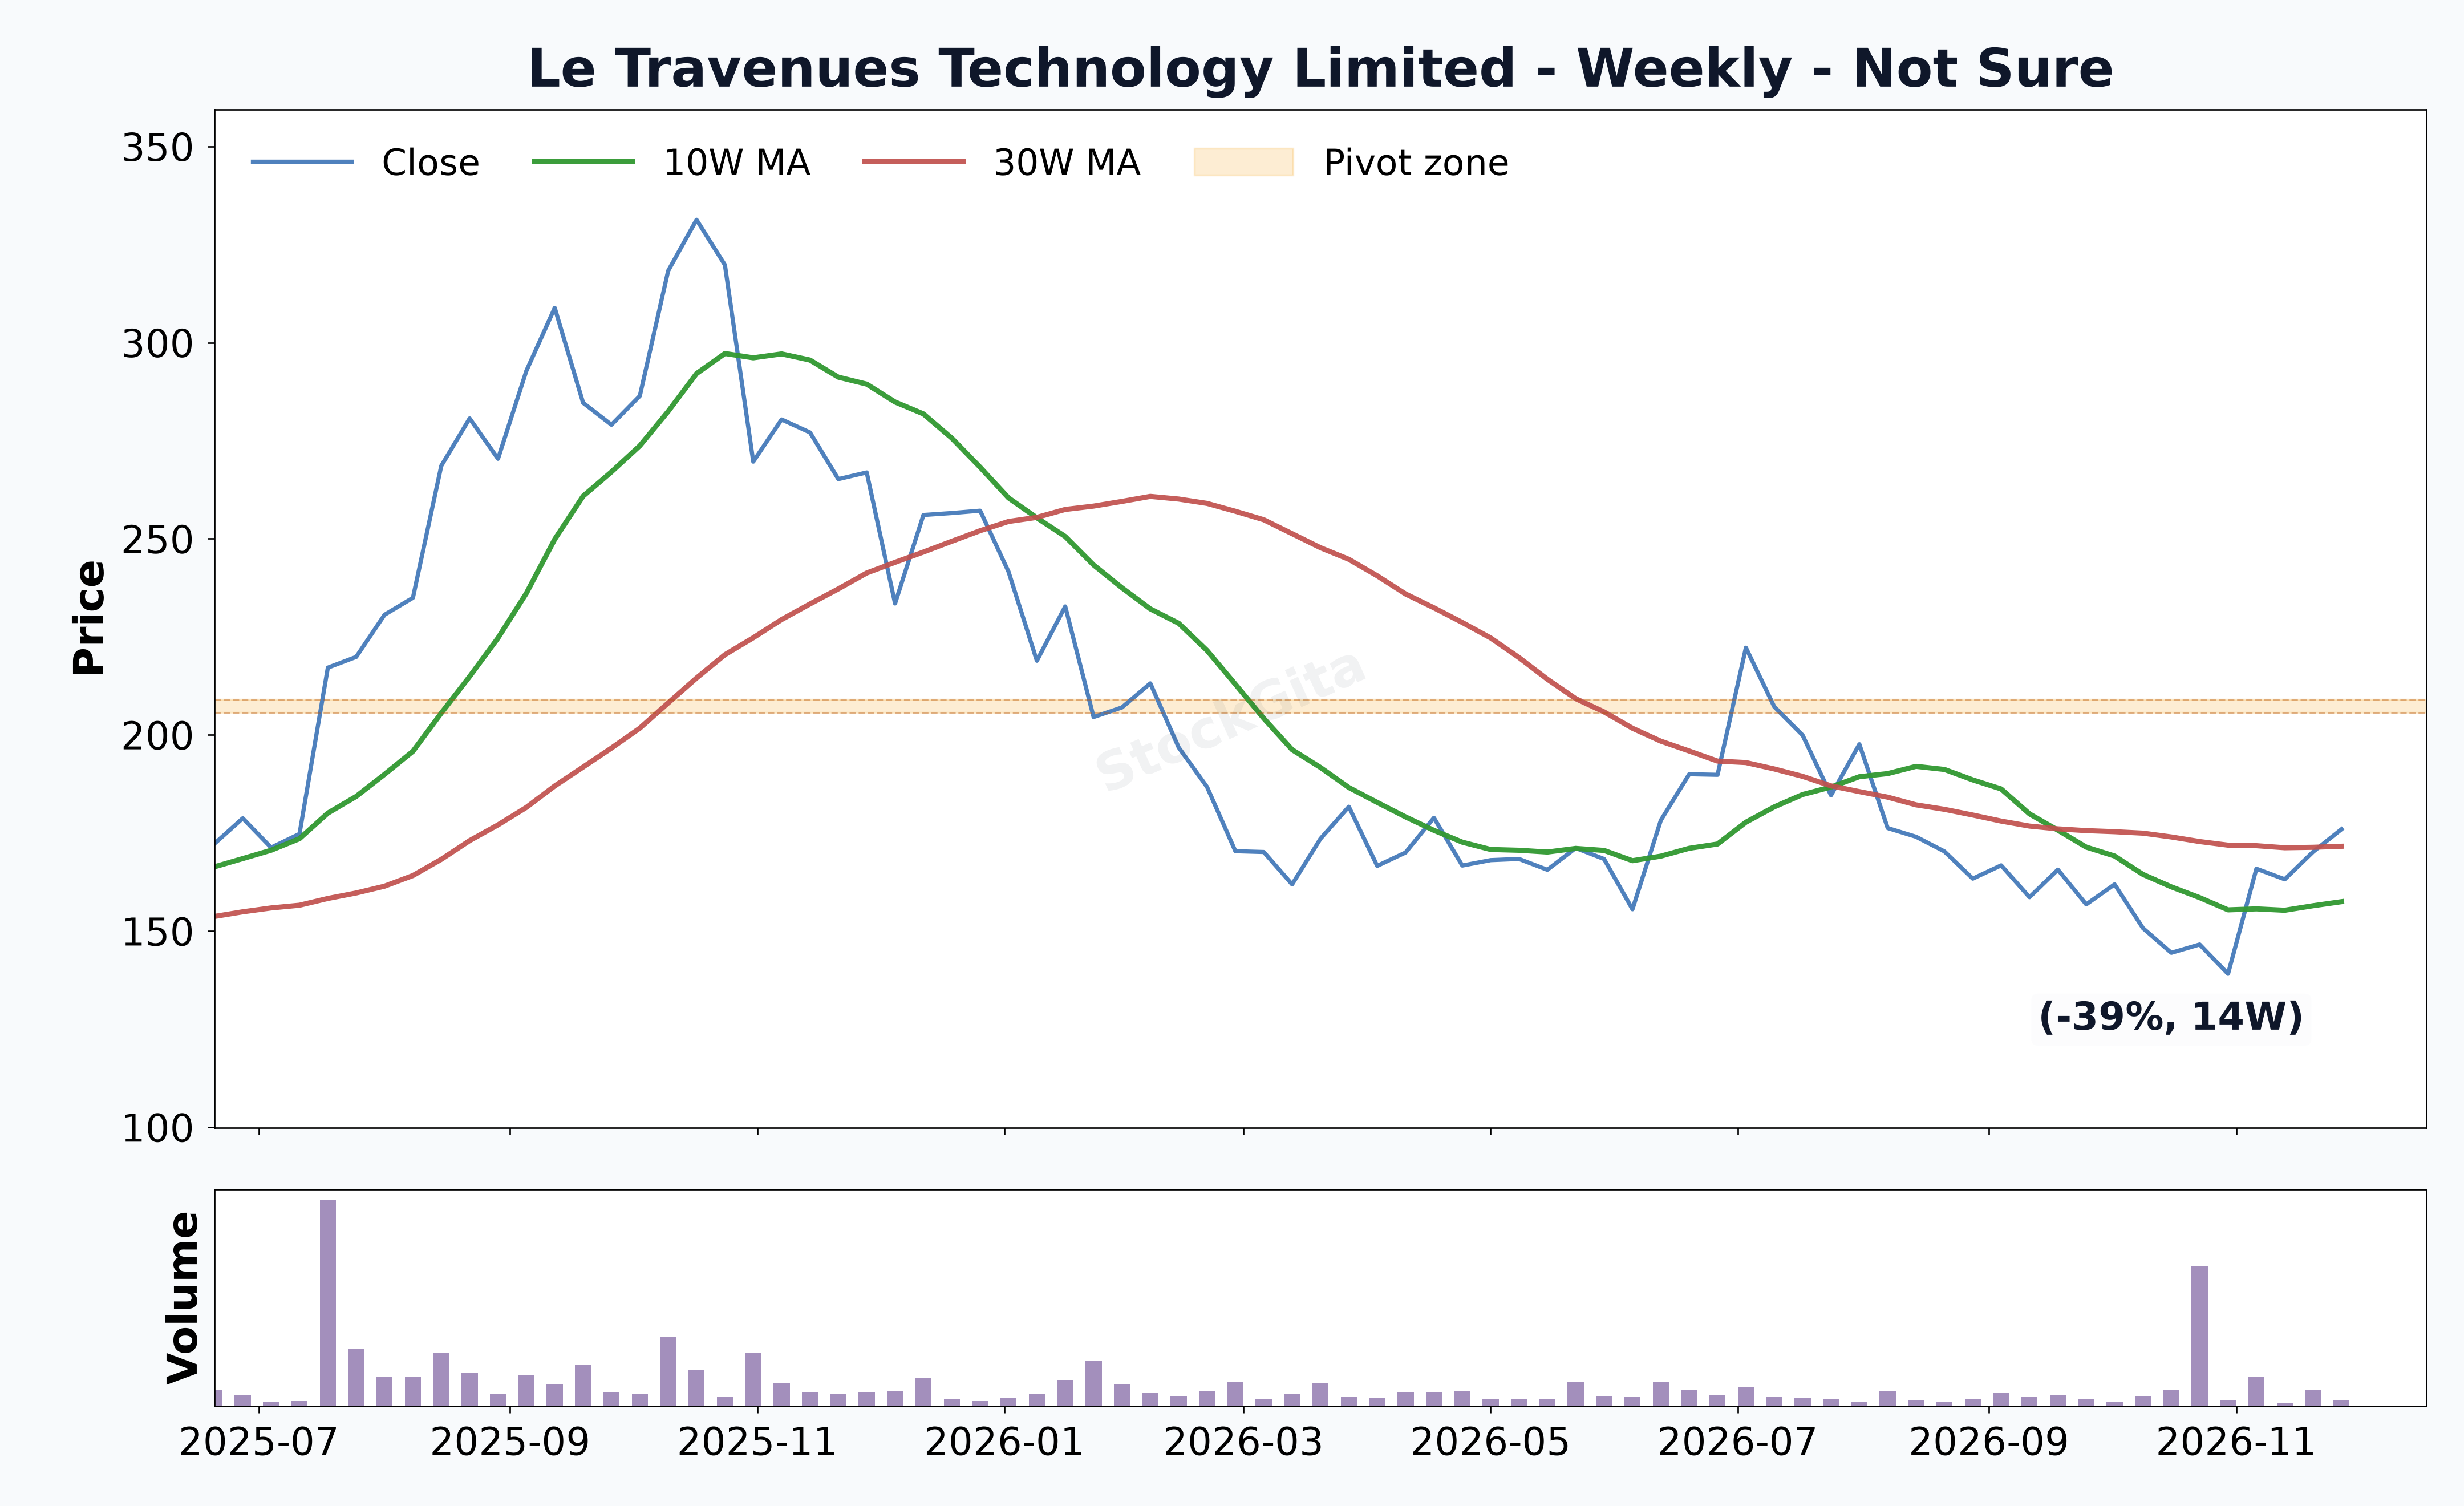 Le Travenues Technology Limited - Weekly - Not Sure
Close 10W MA 30W MA Pivot zone
Price
350
300
250
200
150
100
StockGita
(-39%, 14W)
Volume
2025-07 2025-09 2025-11 2026-01 2026-03 2026-05 2026-07 2026-09 2026-11